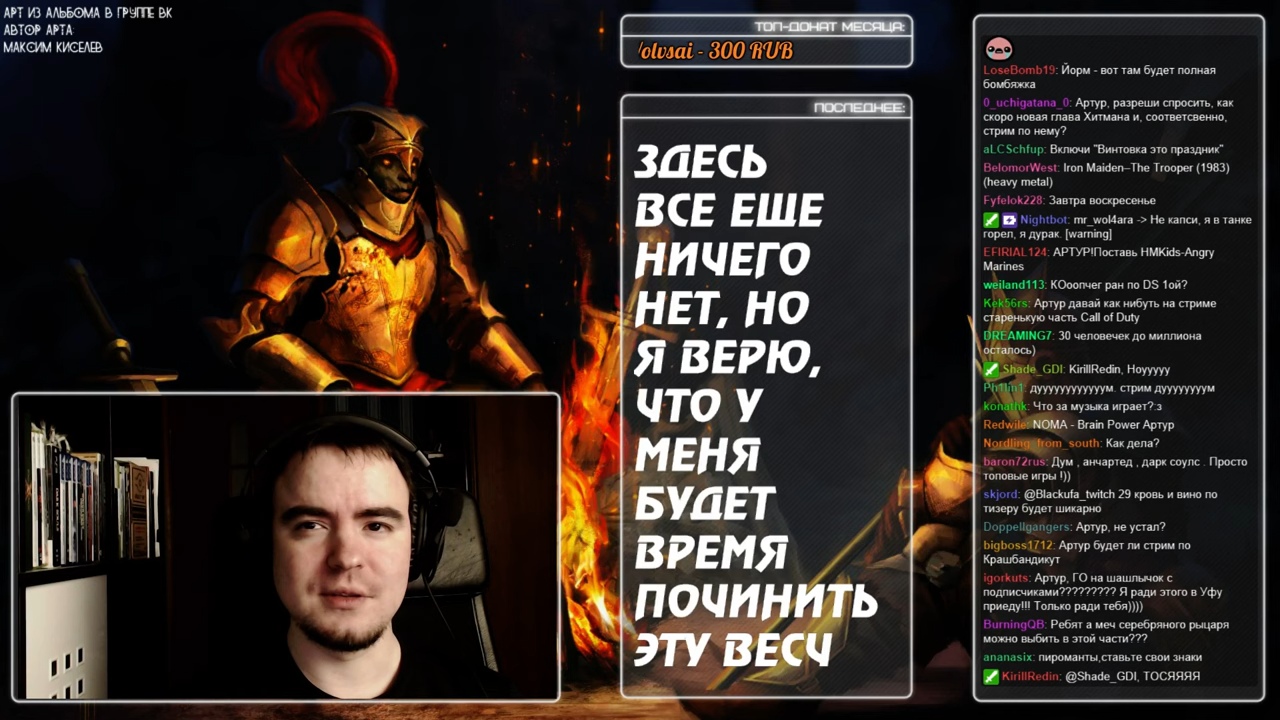 АРТ ИЗ АЛЬБОМА В ГРУППЕ ВК
АВТОР АРТА:
МАКСИМ КИСЕЛЕВ
ТОП-ДОНАТ МЕСЯЦА:
olvsai - 300 RUB
ПОСЛЕДНЕЕ:
ЗДЕСЬ
ВСЕ ЕЩЕ
НИЧЕГО
НЕТ, НО
Я ВЕРЮ,
ЧТО У
МЕНЯ
БУДЕТ
ВРЕМЯ
ПОЧИНИТЬ
ЭТУ ВЕСЧ
LoseBomb19: Йорм - вот там будет полная
бомбяжка
0_uchigatana_0: Артур, разреши спросить, как
скоро новая глава Хитмана и, соответсвенно,
стрим по нему?
aLCSchfup: Включи "Винтовка это праздник"
BelomorWest: Iron Maiden–The Trooper (1983)
(heavy metal)
Fyfelok228: Завтра воскресенье
Nightbot: mr_wol4ara -> Не капси, я в танке
горел, я дурак. [warning]
EFIRIAL124: АРТУР!Поставь HMKids-Angry
Marines
weiland113: КОоопчег ран по DS 1ой?
Kek56rs: Артур давай как нибуть на стриме
старенькую часть Call of Duty
DREAMING7: 30 человечек до миллиона
осталось)
Shade_GDI: KirillRedin, Ноууууу
Ph1lin1: дууууууууууум. стрим дуууууууум
konathk: Что за музыка играет?:з
Redwile: NOMA - Brain Power Артур
Nordling_from_south: Как дела?
baron72rus: Дум , анчартед , дарк соулс . Просто
топовые игры !))
skjord: @Blackufa_twitch 29 кровь и вино по
тизеру будет шикарно
Doppellgangers: Артур, не устал?
bigboss1712: Артур будет ли стрим по
Крашбандикут
igorkuts: Артур, ГО на шашлычок с
подписчиками????????? Я ради этого в Уфу
приеду!!! Только ради тебя))))
BurningQB: Ребят а меч серебряного рыцаря
можно выбить в этой части???
ananasix: пироманты,ставьте свои знаки
KirillRedin: @Shade_GDI, ТОСЯЯЯЯ